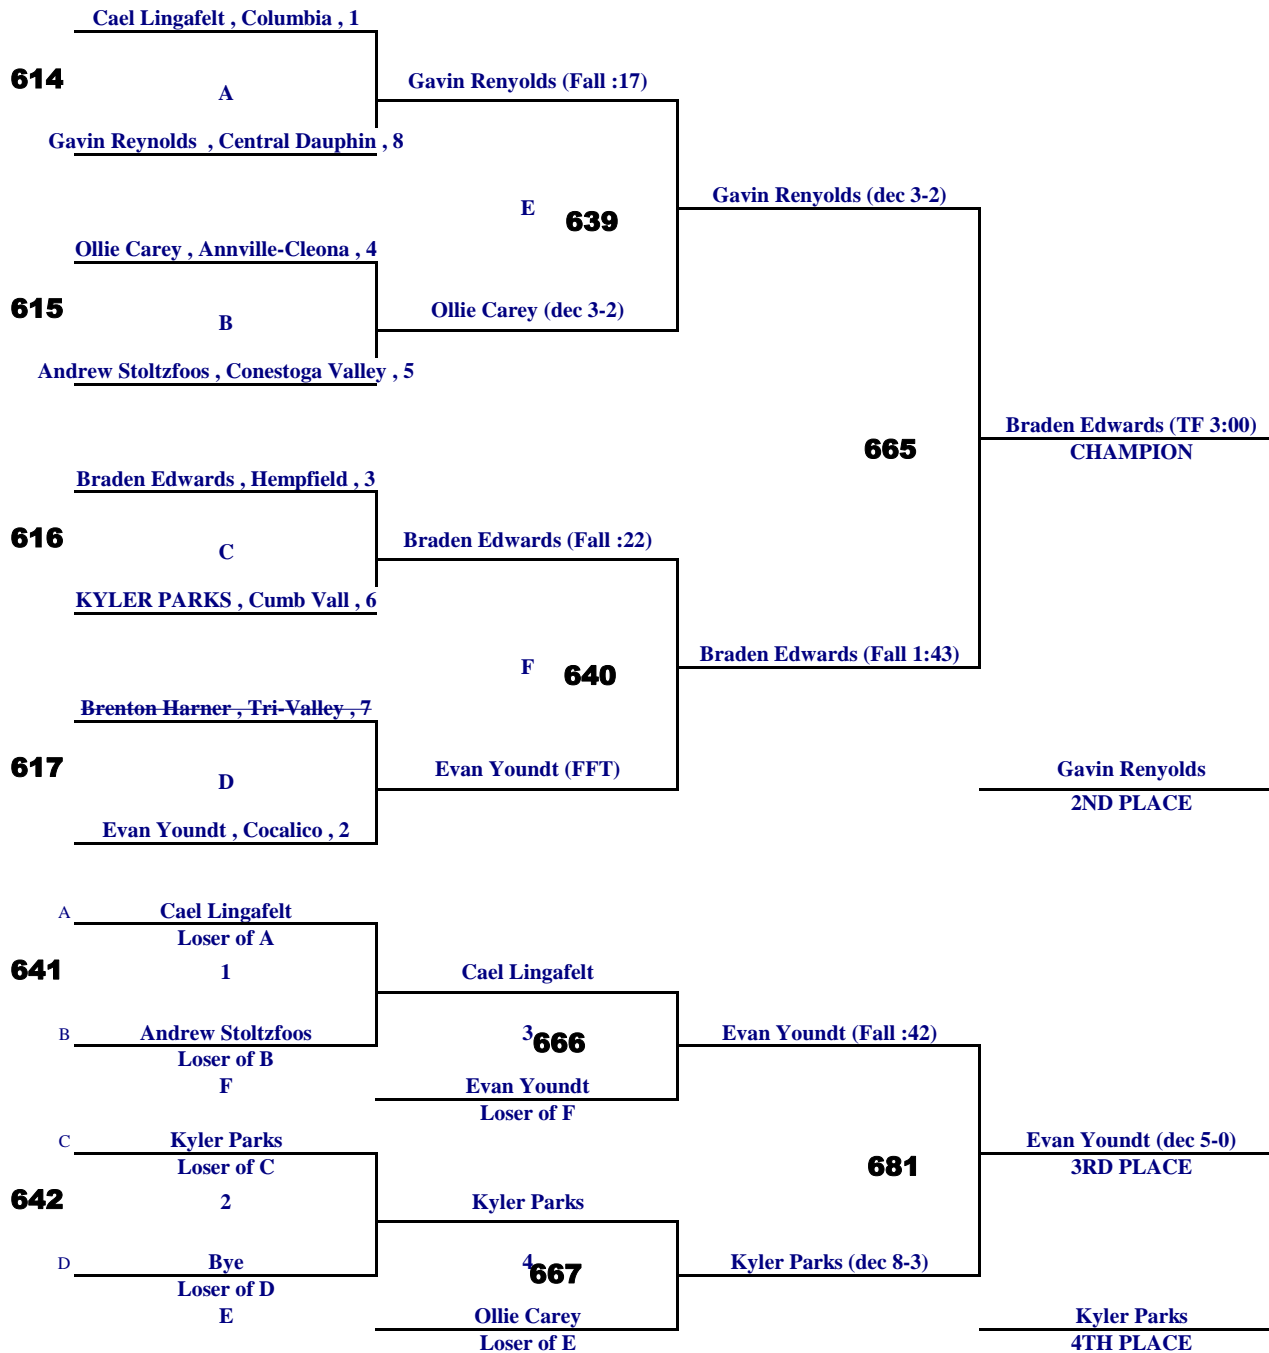 Cael Lingafelt , Columbia , 1
614
A
Gavin Renyolds (Fall :17)
Gavin Reynolds , Central Dauphin , 8
E
639
Gavin Renyolds (dec 3-2)
Ollie Carey , Annville-Cleona , 4
615
B
Ollie Carey (dec 3-2)
Andrew Stoltzfoos , Conestoga Valley , 5
665
Braden Edwards (TF 3:00)
CHAMPION
Braden Edwards , Hempfield , 3
616
C
Braden Edwards (Fall :22)
KYLER PARKS , Cumb Vall , 6
F
640
Braden Edwards (Fall 1:43)
Brenton Harner , Tri-Valley , 7
617
D
Evan Youndt (FFT)
Gavin Renyolds
2ND PLACE
Evan Youndt , Cocalico , 2
A
Cael Lingafelt
Loser of A
641
1
Cael Lingafelt
B
Andrew Stoltzfoos
Loser of B
3
666
Evan Youndt (Fall :42)
F
Evan Youndt
Loser of F
C
Kyler Parks
Loser of C
681
Evan Youndt (dec 5-0)
3RD PLACE
642
2
Kyler Parks
D
Bye
Loser of D
4
667
Kyler Parks (dec 8-3)
E
Ollie Carey
Loser of E
Kyler Parks
4TH PLACE